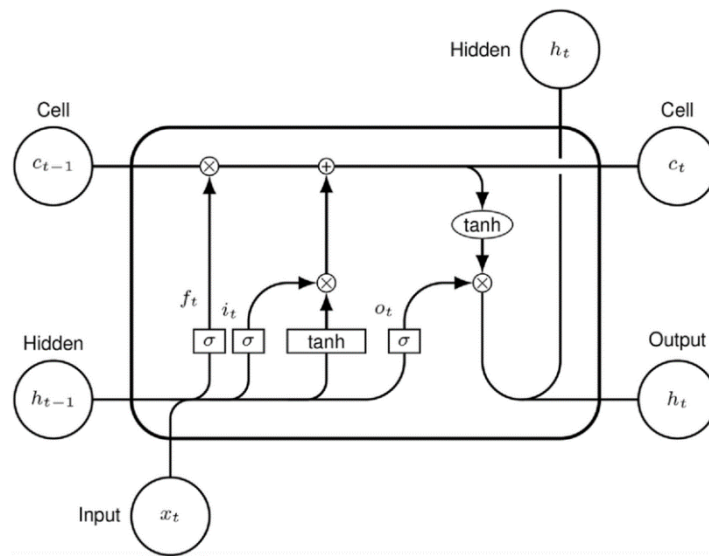 Hidden
h_t
Cell
Cell
c_{t-1}
×
+
c_t
tanh
×
×
f_t
i_t
o_t
Hidden
σ
σ
tanh
σ
Output
h_{t-1}
h_t
Input
x_t